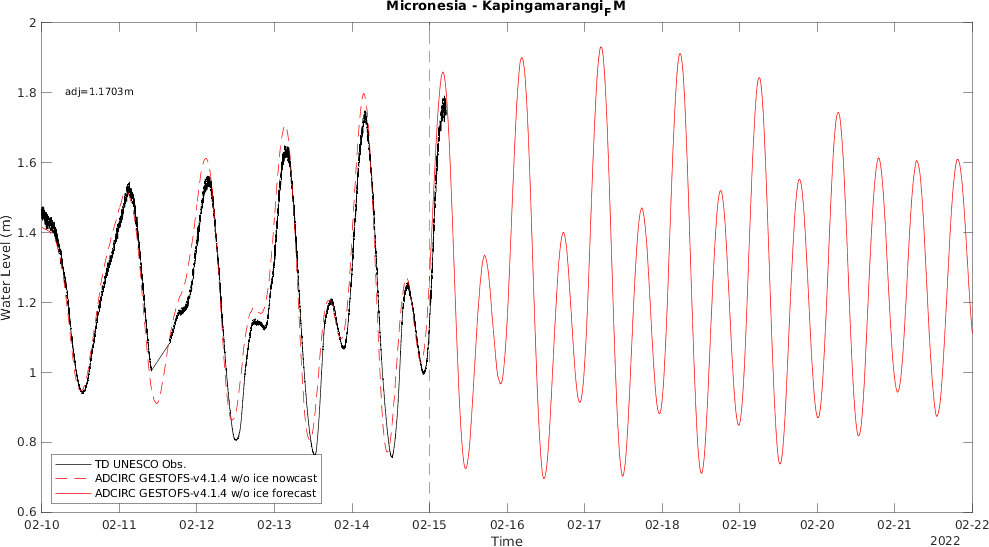 Micronesia - Kapingamarangi_FM
adj=1.1703m
2
1.8
1.6
1.4
1.2
1
0.8
0.6
Water Level (m)
TD UNESCO Obs.
ADCIRC GESTOFS-v4.1.4 w/o ice nowcast
ADCIRC GESTOFS-v4.1.4 w/o ice forecast
02-10 02-11 02-12 02-13 02-14 02-15 02-16 02-17 02-18 02-19 02-20 02-21 02-22
Time
2022